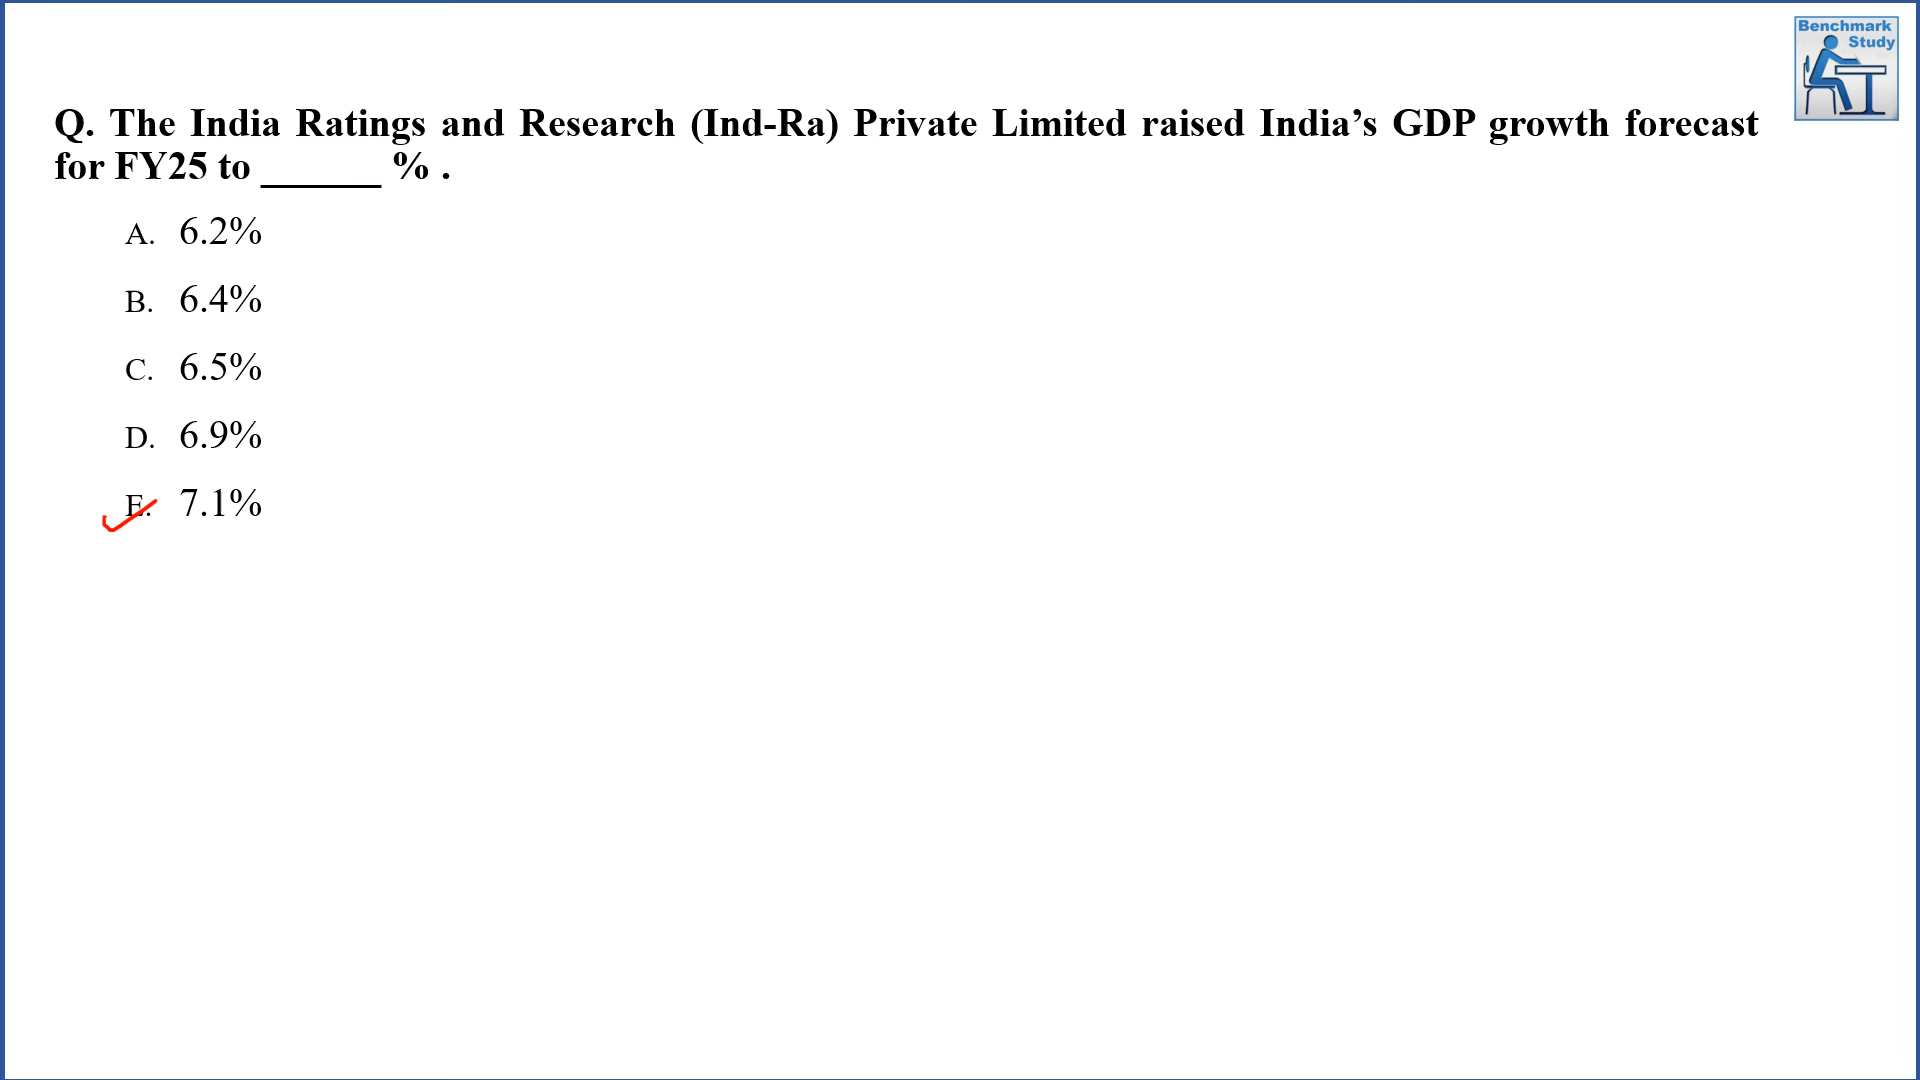 Benchmark
Study
Q. The India Ratings and Research (Ind-Ra) Private Limited raised India’s GDP growth forecast
for FY25 to ______ % .
A. 6.2%
B. 6.4%
C. 6.5%
D. 6.9%
E. 7.1%